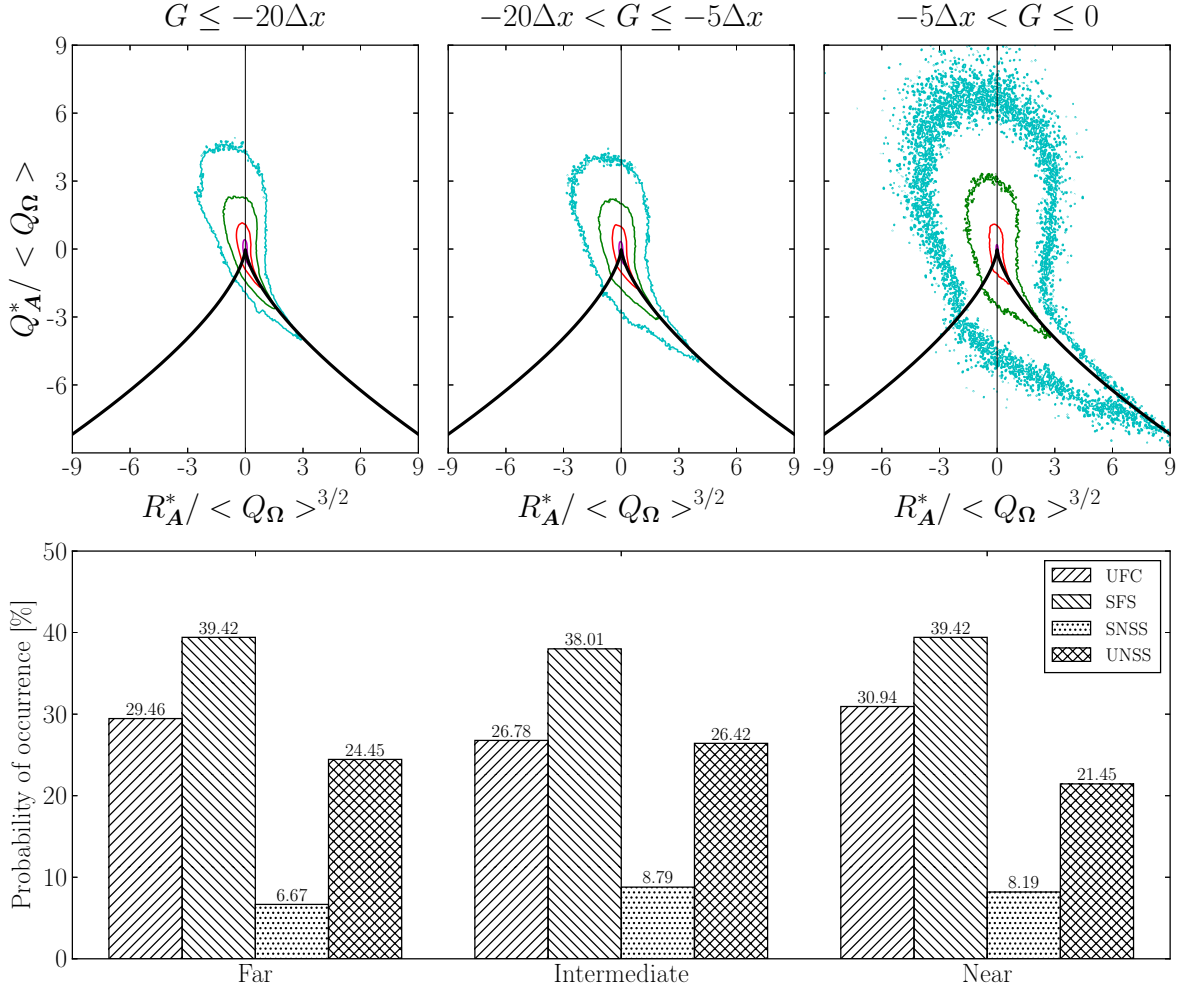 G ≤ −20Δx
−20Δx < G ≤ −5Δx
−5Δx < G ≤ 0
Q*_A / < Q_Ω >
9
6
3
0
-3
-6
-9 -6 -3 0 3 6 9
-9 -6 -3 0 3 6 9
-9 -6 -3 0 3 6 9
R*_A / < Q_Ω >^{3/2}
R*_A / < Q_Ω >^{3/2}
R*_A / < Q_Ω >^{3/2}
Probability of occurrence [%]
50
40
30
20
10
0
UFC
SFS
SNSS
UNSS
29.46
39.42
6.67
24.45
26.78
38.01
8.79
26.42
30.94
39.42
8.19
21.45
Far
Intermediate
Near